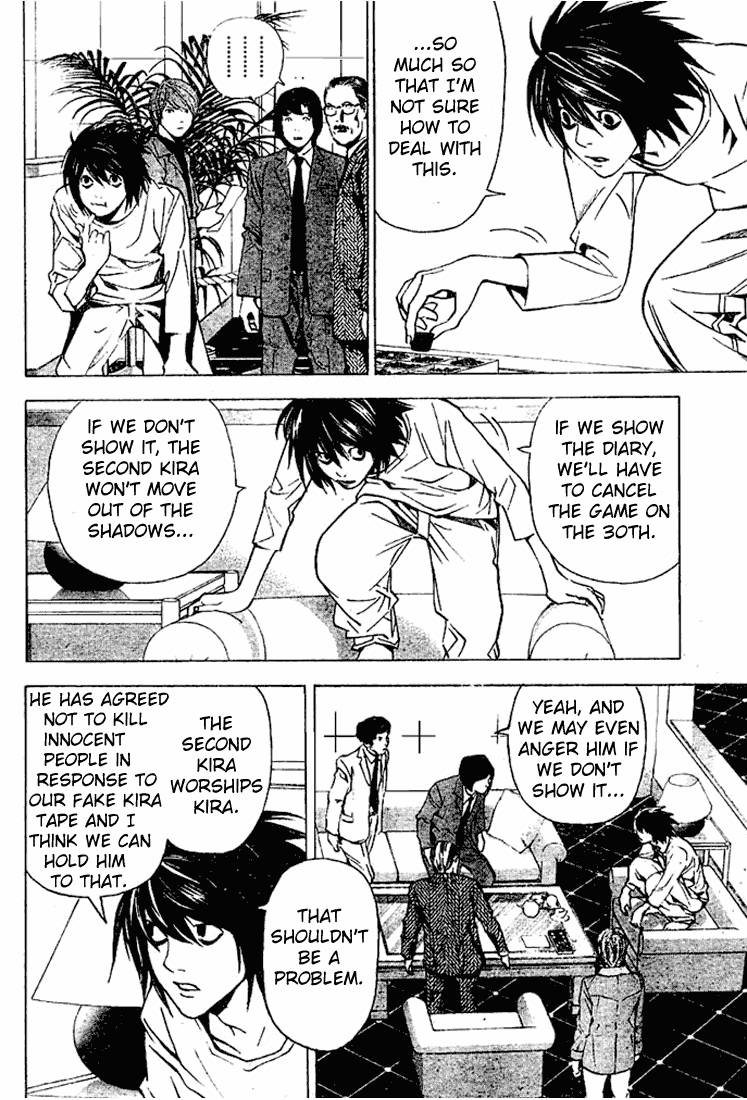 ...SO
MUCH SO
THAT I'M
NOT SURE
HOW TO
DEAL WITH
THIS.
......
IF WE SHOW
THE DIARY,
WE'LL HAVE
TO CANCEL
THE GAME ON
THE 30TH.
IF WE DON'T
SHOW IT, THE
SECOND KIRA
WON'T MOVE
OUT OF THE
SHADOWS...
YEAH, AND
WE MAY EVEN
ANGER HIM IF
WE DON'T
SHOW IT...
THAT
SHOULDN'T
BE A
PROBLEM.
THE
SECOND
KIRA
WORSHIPS
KIRA.
HE HAS AGREED
NOT TO KILL
INNOCENT
PEOPLE IN
RESPONSE TO
OUR FAKE KIRA
TAPE AND I
THINK WE CAN
HOLD HIM
TO THAT.